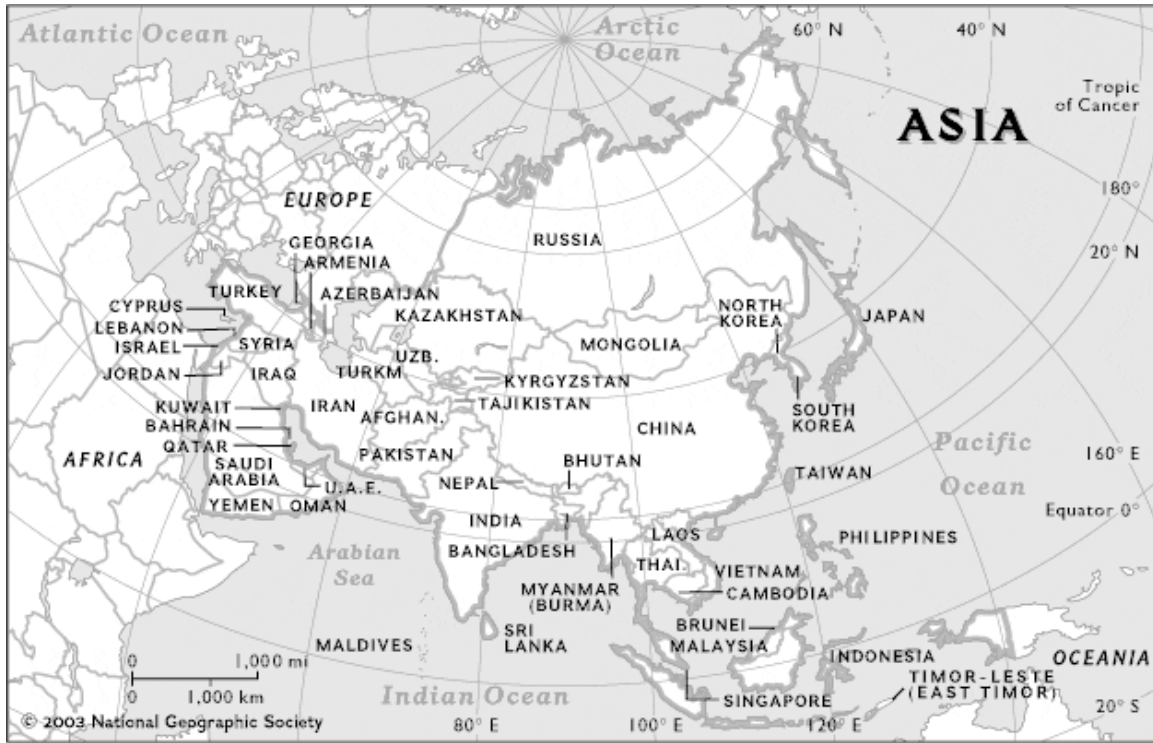 Atlantic Ocean
Arctic
Ocean
60° N
40° N
Tropic
of Cancer
ASIA
EUROPE
180°
RUSSIA
GEORGIA
ARMENIA
20° N
TURKEY
AZERBAIJAN
CYPRUS
KAZAKHSTAN
NORTH
KOREA
JAPAN
LEBANON
SYRIA
MONGOLIA
ISRAEL
UZB.
JORDAN
IRAQ
TURKM
KYRGYZSTAN
KUWAIT
IRAN
AFGHAN.
TAJIKISTAN
SOUTH
KOREA
BAHRAIN
CHINA
QATAR
Pacific
Ocean
AFRICA
PAKISTAN
BHUTAN
160° E
SAUDI
ARABIA
U.A.E.
NEPAL
TAIWAN
YEMEN
OMAN
INDIA
Equator 0°
LAOS
PHILIPPINES
Arabian
Sea
BANGLADESH
THAI.
VIETNAM
MYANMAR
(BURMA)
CAMBODIA
SRI
LANKA
BRUNEI
MALDIVES
MALAYSIA
INDONESIA
OCEANIA
0 1,000 mi
0 1,000 km
TIMOR-LESTE
(EAST TIMOR)
Indian Ocean
SINGAPORE
20° S
© 2003 National Geographic Society
80° E
100° E
120° E